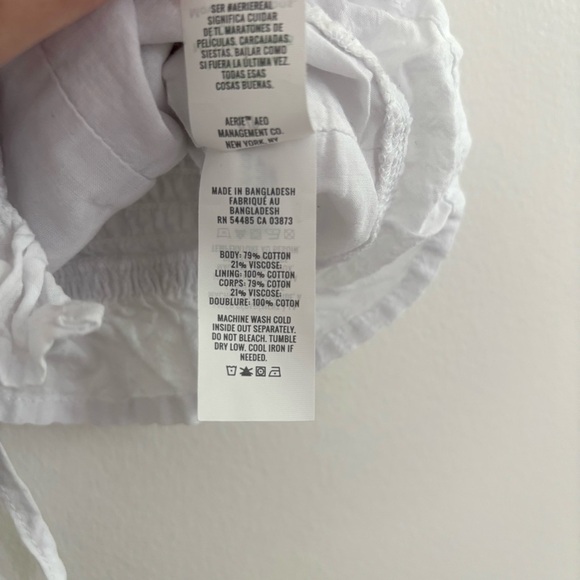 SER #AERIEREAL
SIGNIFICA CUIDAR
DE TI. MARATONES DE
PELÍCULAS. CARCAJADAS.
SIESTAS. BAILAR COMO
SI FUERA LA ÚLTIMA VEZ.
TODAS ESAS
COSAS BUENAS.
AERIE™ AEO
MANAGEMENT CO.
NEW YORK, NY
MADE IN BANGLADESH
FABRIQUÉ AU
BANGLADESH
RN 54485 CA 03873
BODY: 79% COTTON
21% VISCOSE;
LINING: 100% COTTON
CORPS: 79% COTON
21% VISCOSE;
DOUBLURE: 100% COTON
MACHINE WASH COLD
INSIDE OUT SEPARATELY.
DO NOT BLEACH. TUMBLE
DRY LOW. COOL IRON IF
NEEDED.